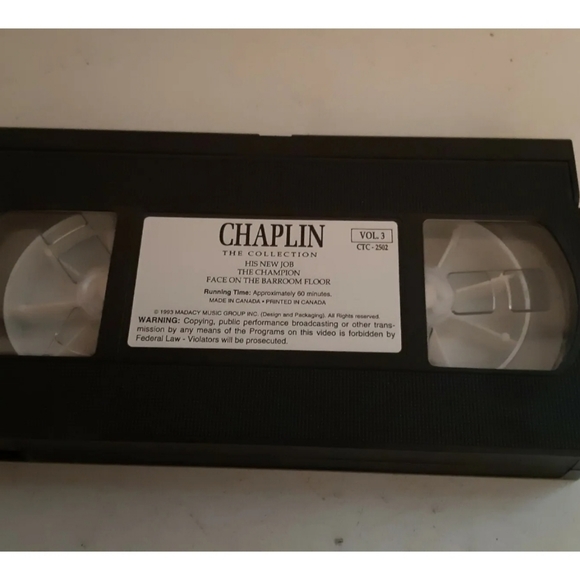 CHAPLIN
THE COLLECTION
VOL. 3
CTC - 2502
HIS NEW JOB
THE CHAMPION
FACE ON THE BARROOM FLOOR
Running Time: Approximately 60 minutes.
MADE IN CANADA • PRINTED IN CANADA
© 1993 MADACY MUSIC GROUP INC. (Design and Packaging). All Rights reserved.
WARNING: Copying, public performance broadcasting or other trans-
mission by any means of the Programs on this video is forbidden by
Federal Law - Violators will be prosecuted.